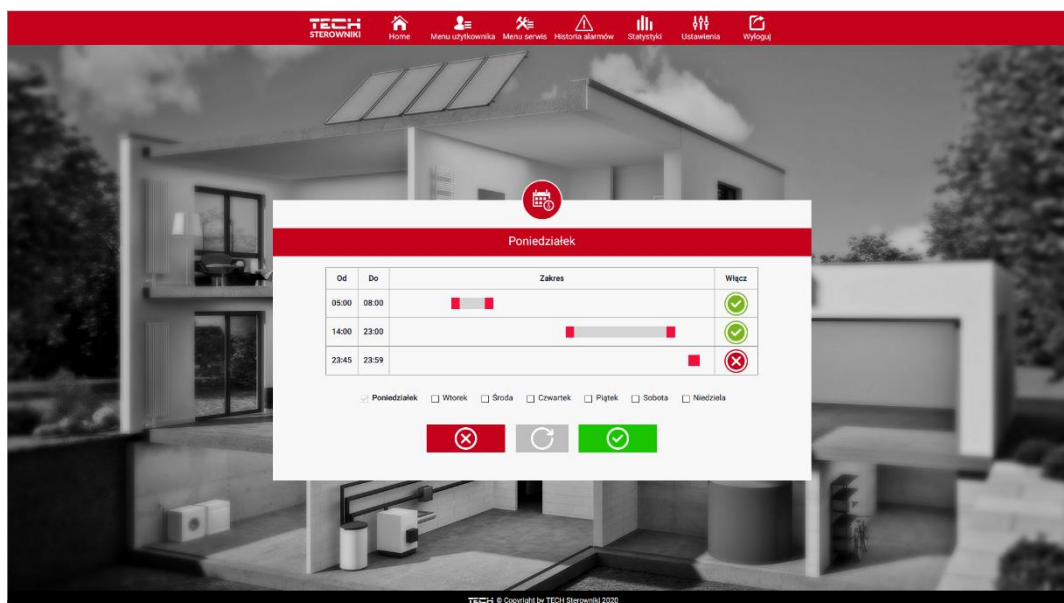 TECH
STEROWNIKI
Home Menu użytkownika Menu serwis Historia alarmów Statystyki Ustawienia Wyloguj
Poniedziałek
Od Do Zakres Włącz
05:00 08:00
14:00 23:00
23:45 23:59
Poniedziałek Wtorek Środa Czwartek Piątek Sobota Niedziela
TECH © Copyright by TECH Sterowniki 2020